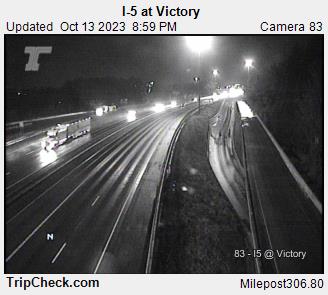 I-5 at Victory
Updated Oct 13 2023 8:59 PM Camera 83
T
N
83 - I5 @ Victory
TripCheck.com Milepost306.80